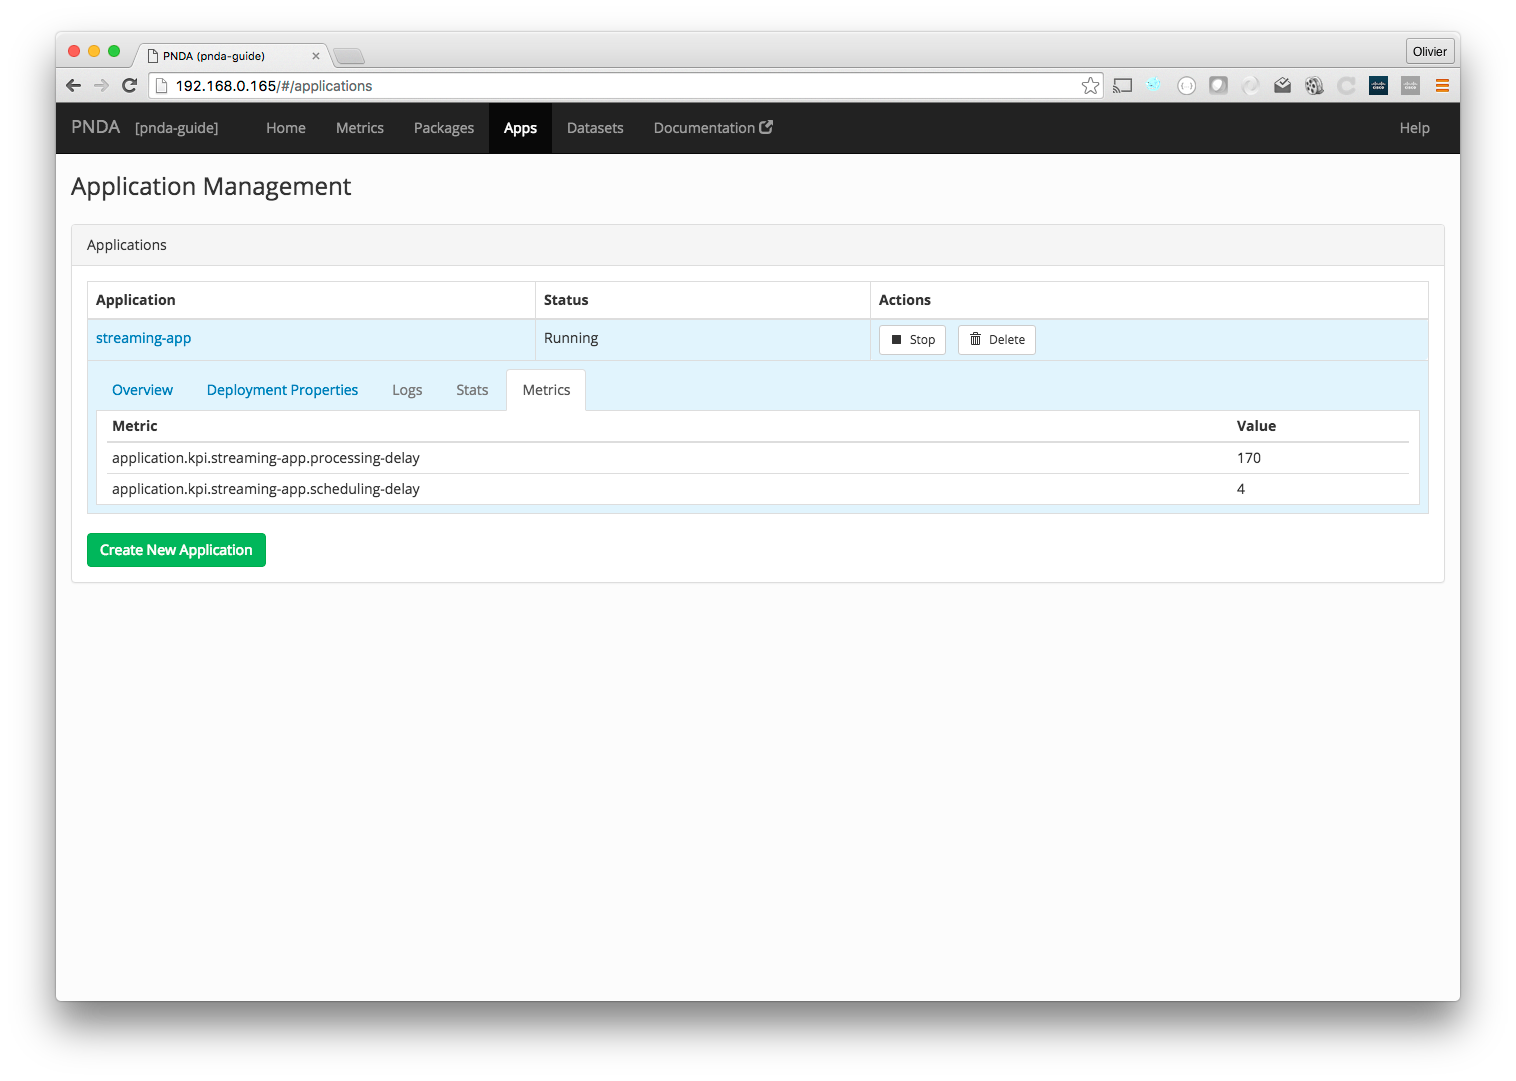 PNDA (pnda-guide)
Olivier
192.168.0.165/#/applications
PNDA [pnda-guide] Home Metrics Packages Apps Datasets Documentation Help
Application Management
Applications
Application Status Actions
streaming-app Running Stop Delete
Overview Deployment Properties Logs Stats Metrics
Metric Value
application.kpi.streaming-app.processing-delay 170
application.kpi.streaming-app.scheduling-delay 4
Create New Application